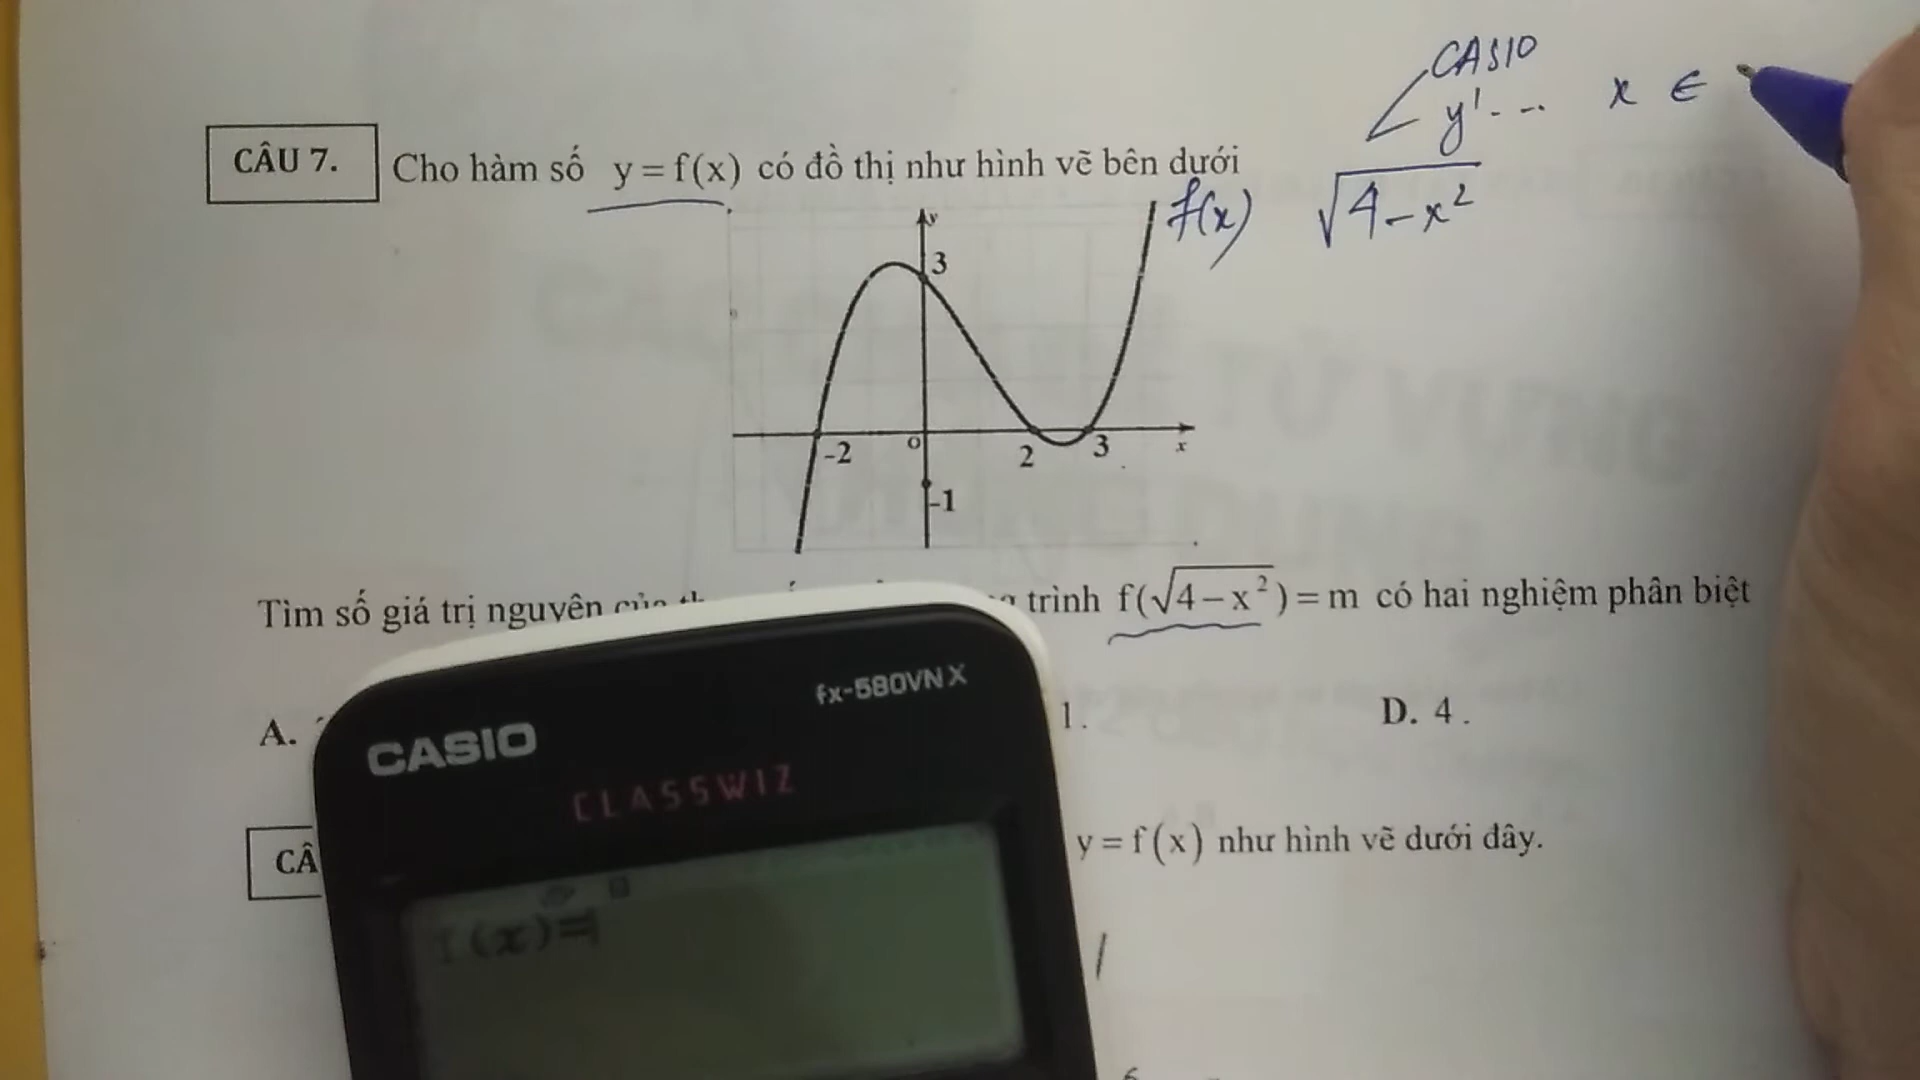 CASIO
y'... x ∈
CÂU 7. Cho hàm số y = f(x) có đồ thị như hình vẽ bên dưới
f(x) √(4-x²)
y
3
-2 O 2 3 x
-1
Tìm số giá trị nguyên của trình f(√(4-x²)) = m có hai nghiệm phân biệt
A. 1. D. 4.
fx-580VN X
CASIO
CLASSWIZ
CÂ y = f(x) như hình vẽ dưới đây.
f(x)=